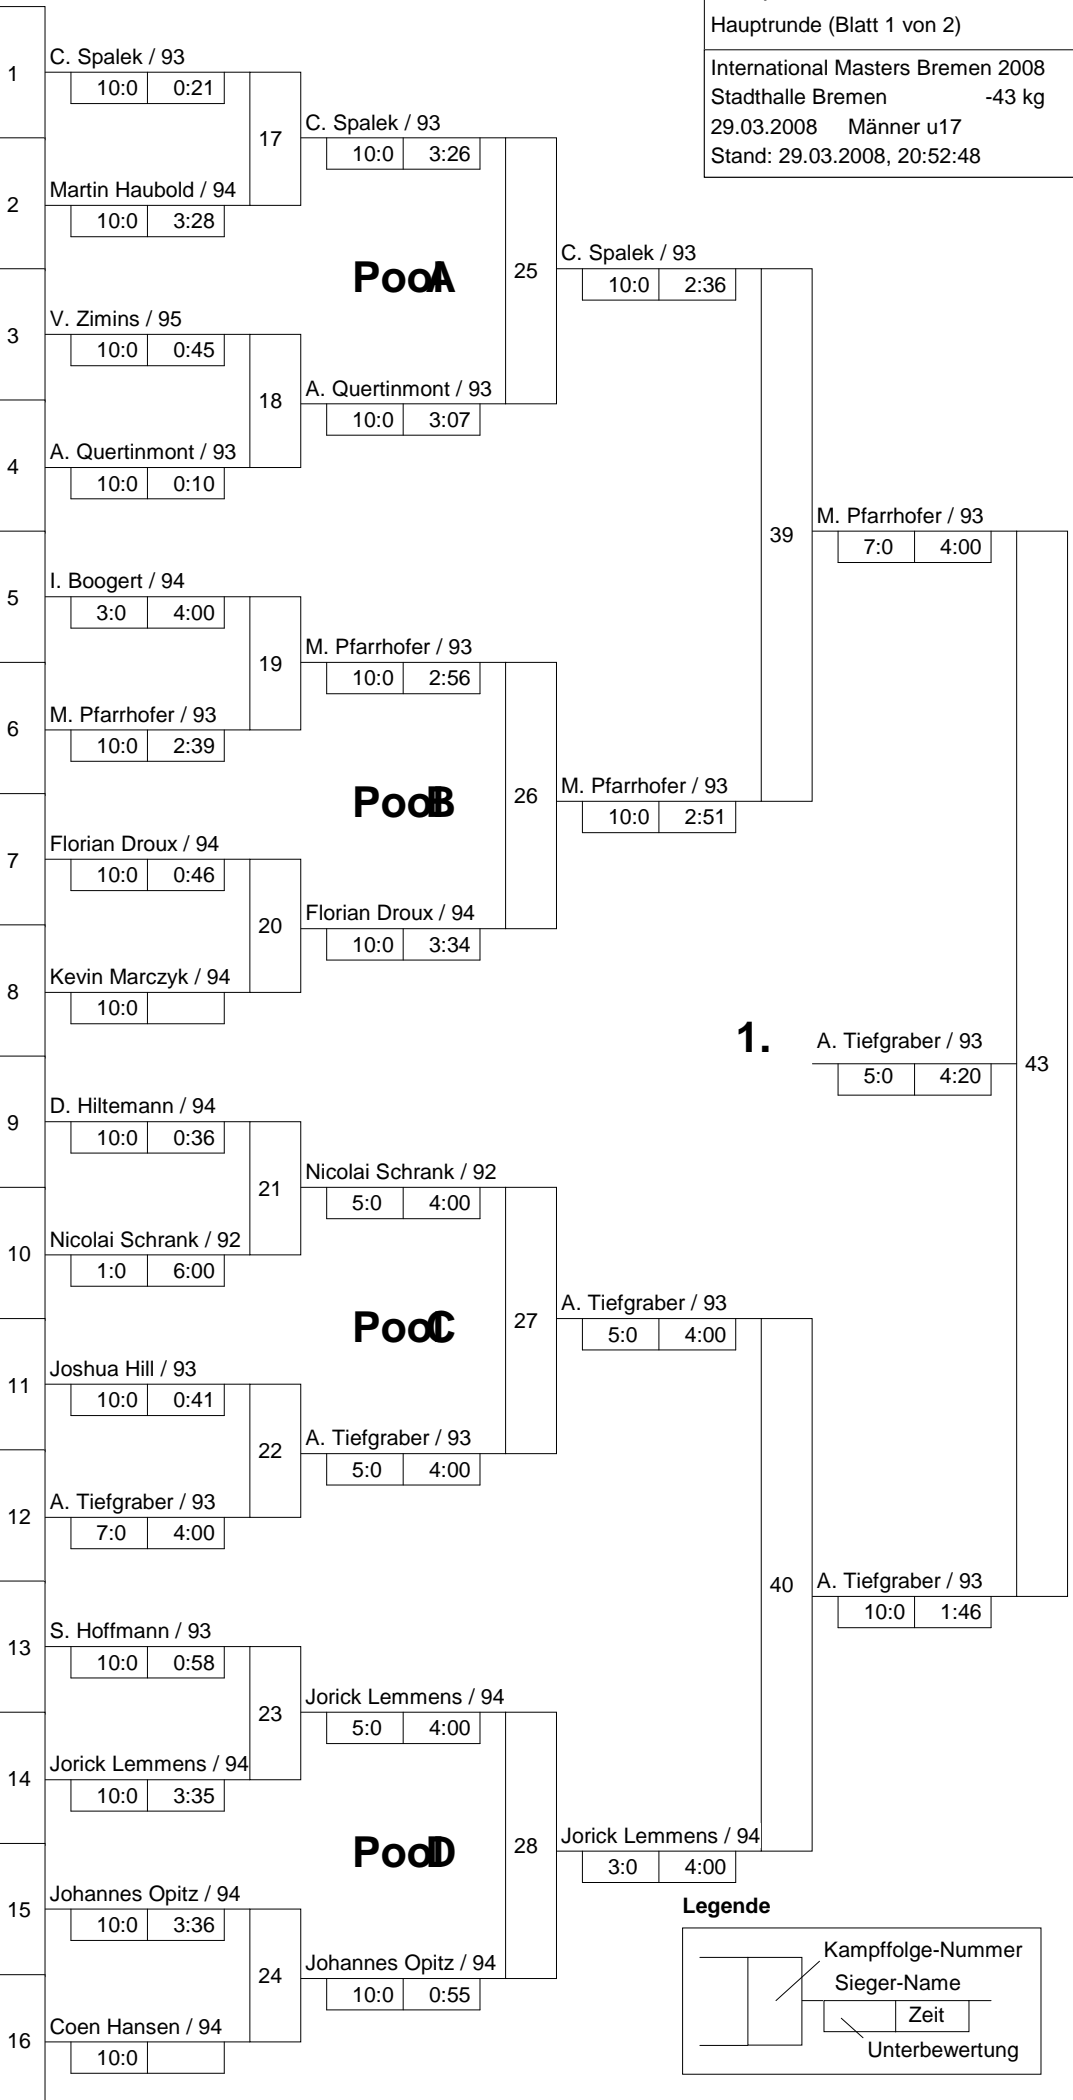 Hauptrunde (Blatt 1 von 2)
International Masters Bremen 2008
Stadthalle Bremen -43 kg
29.03.2008 Männer u17
Stand: 29.03.2008, 20:52:48
1
C. Spalek / 93
10:0 0:21
17
C. Spalek / 93
10:0 3:26
2
Martin Haubold / 94
10:0 3:28
Pool A
25
C. Spalek / 93
10:0 2:36
3
V. Zimins / 95
10:0 0:45
18
A. Quertinmont / 93
10:0 3:07
4
A. Quertinmont / 93
10:0 0:10
39
M. Pfarrhofer / 93
7:0 4:00
5
I. Boogert / 94
3:0 4:00
19
M. Pfarrhofer / 93
10:0 2:56
6
M. Pfarrhofer / 93
10:0 2:39
Pool B
26
M. Pfarrhofer / 93
10:0 2:51
7
Florian Droux / 94
10:0 0:46
20
Florian Droux / 94
10:0 3:34
8
Kevin Marczyk / 94
10:0
1.
A. Tiefgraber / 93
5:0 4:20
43
9
D. Hiltemann / 94
10:0 0:36
21
Nicolai Schrank / 92
5:0 4:00
10
Nicolai Schrank / 92
1:0 6:00
Pool C
27
A. Tiefgraber / 93
5:0 4:00
11
Joshua Hill / 93
10:0 0:41
22
A. Tiefgraber / 93
5:0 4:00
12
A. Tiefgraber / 93
7:0 4:00
40
A. Tiefgraber / 93
10:0 1:46
13
S. Hoffmann / 93
10:0 0:58
23
Jorick Lemmens / 94
5:0 4:00
14
Jorick Lemmens / 94
10:0 3:35
Pool D
28
Jorick Lemmens / 94
3:0 4:00
15
Johannes Opitz / 94
10:0 3:36
24
Johannes Opitz / 94
10:0 0:55
16
Coen Hansen / 94
10:0
Legende
Kampffolge-Nummer
Sieger-Name
Zeit
Unterbewertung